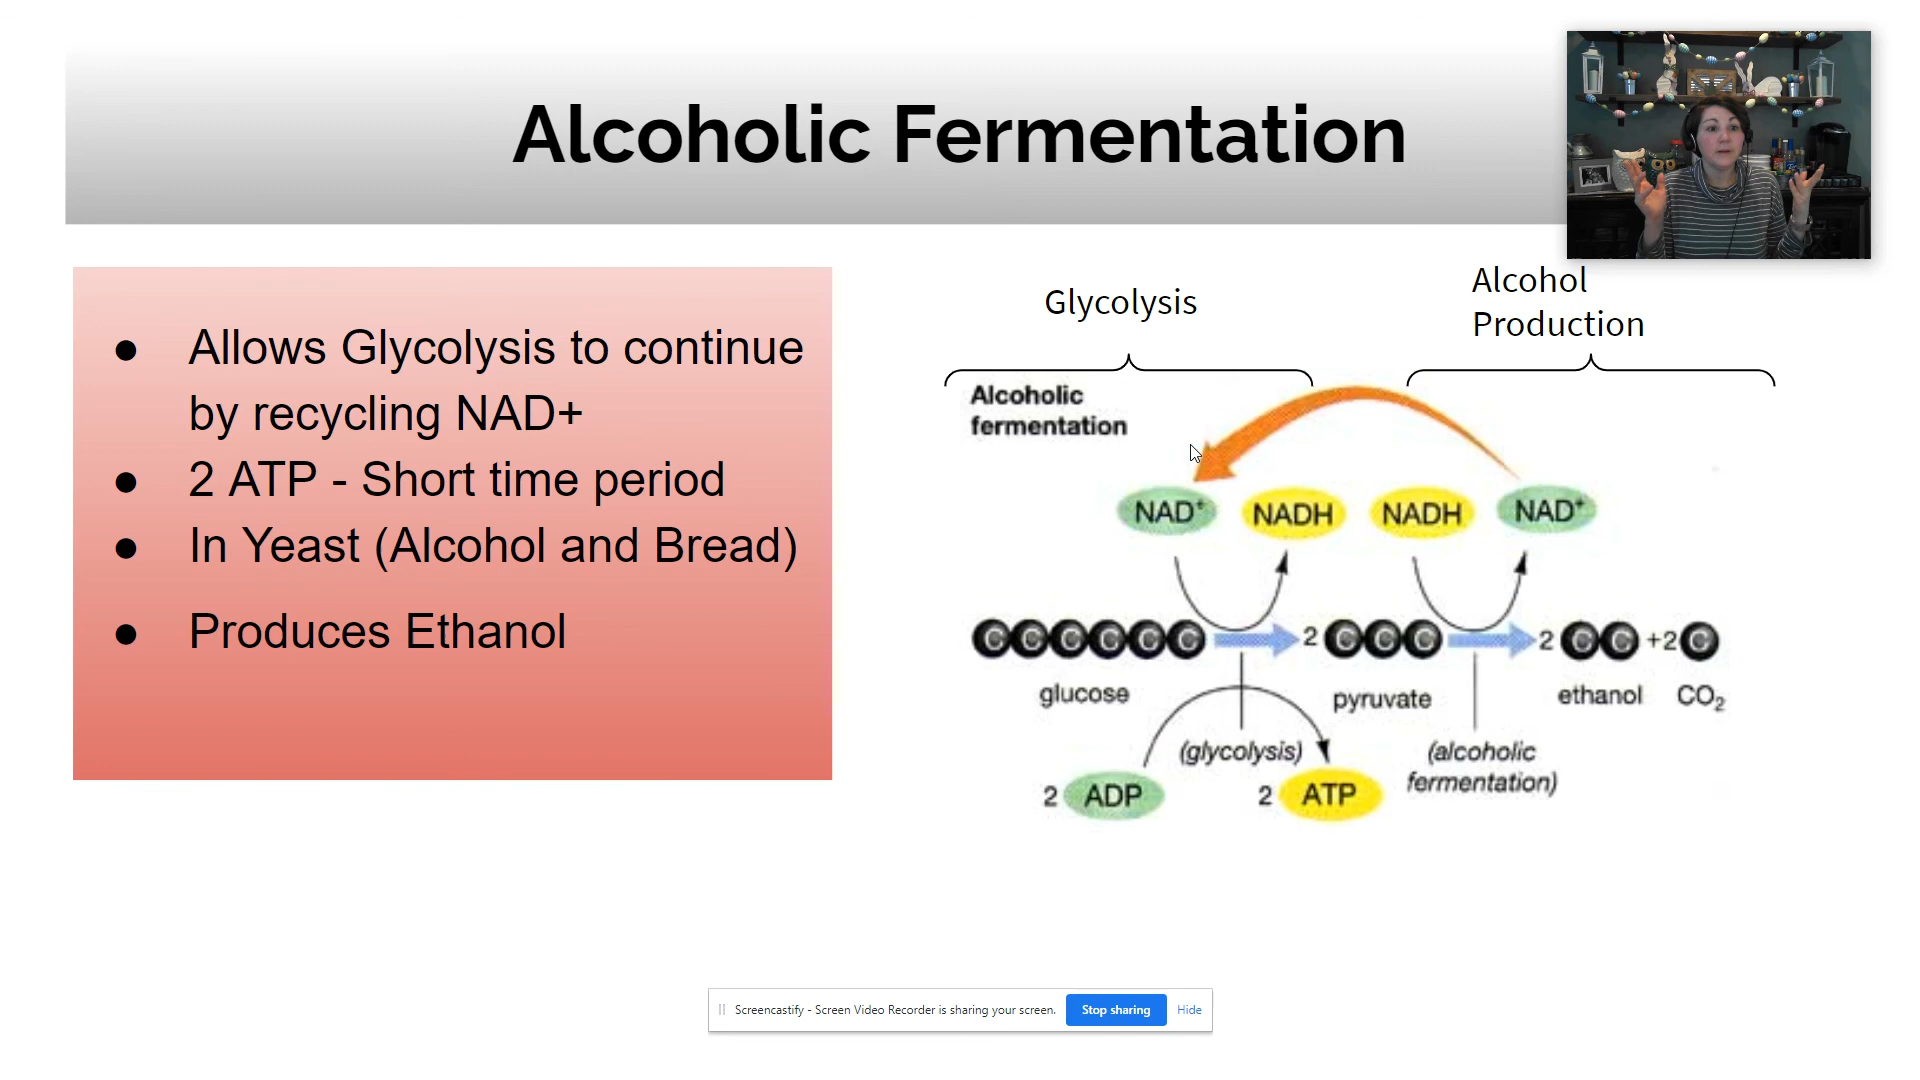 Alcoholic Fermentation
● Allows Glycolysis to continue
by recycling NAD+
● 2 ATP - Short time period
● In Yeast (Alcohol and Bread)
● Produces Ethanol
Glycolysis
Alcohol
Production
Alcoholic
fermentation
NAD⁺ NADH NADH NAD⁺
C C C C C C 2 C C C 2 C C +2 C
glucose pyruvate ethanol CO₂
(glycolysis) (alcoholic
fermentation)
2 ADP 2 ATP
Screencastify - Screen Video Recorder is sharing your screen. Stop sharing Hide